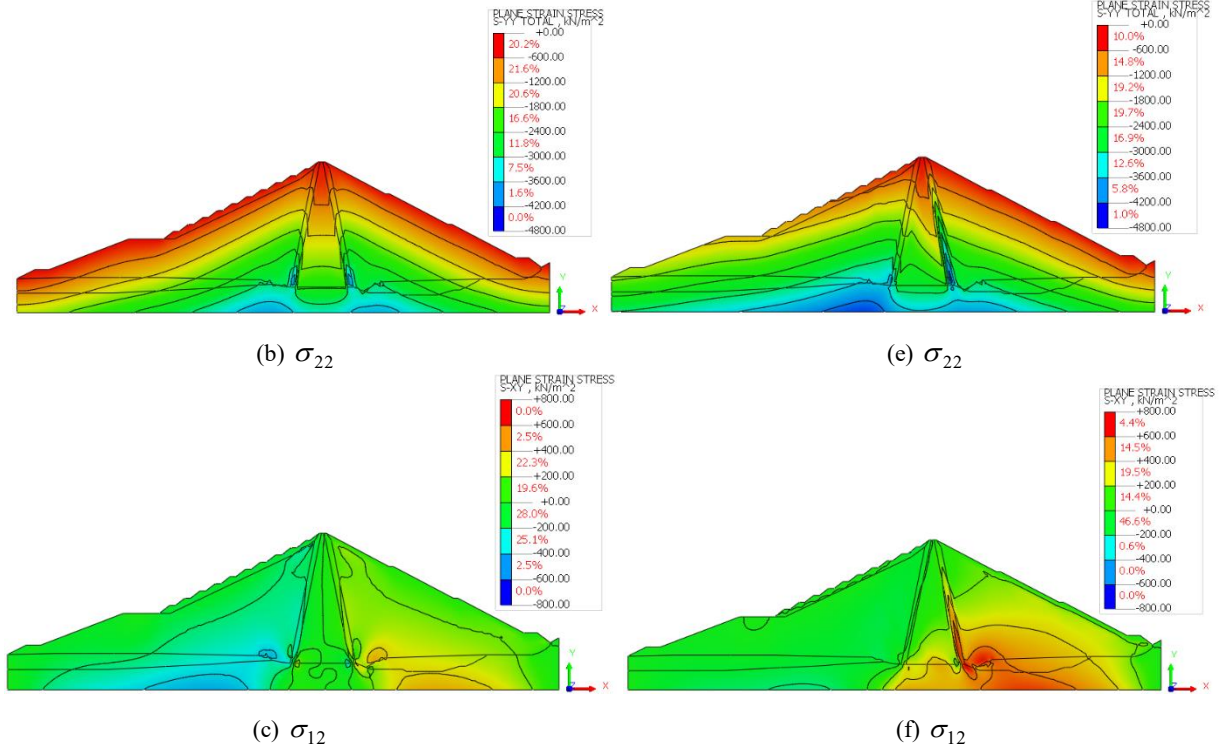 PLANE STRAIN STRESS
S-YY TOTAL , kN/m^2
+0.00
20.2%
-600.00
21.6%
-1200.00
20.6%
-1800.00
16.6%
-2400.00
11.8%
-3000.00
7.5%
-3600.00
1.6%
-4200.00
0.0%
-4800.00
Y
Z
X
(b) σ22
PLANE STRAIN STRESS
S-YY TOTAL , kN/m^2
+0.00
10.0%
-600.00
14.8%
-1200.00
19.2%
-1800.00
19.7%
-2400.00
16.9%
-3000.00
12.6%
-3600.00
5.8%
-4200.00
1.0%
-4800.00
Y
Z
X
(e) σ22
PLANE STRAIN STRESS
S-XY , kN/m^2
+800.00
0.0%
+600.00
2.5%
+400.00
22.3%
+200.00
19.6%
+0.00
28.0%
-200.00
25.1%
-400.00
2.5%
-600.00
0.0%
-800.00
Y
Z
X
(c) σ12
PLANE STRAIN STRESS
S-XY , kN/m^2
+800.00
4.4%
+600.00
14.5%
+400.00
19.5%
+200.00
14.4%
+0.00
46.6%
-200.00
0.6%
-400.00
0.0%
-600.00
0.0%
-800.00
Y
Z
X
(f) σ12